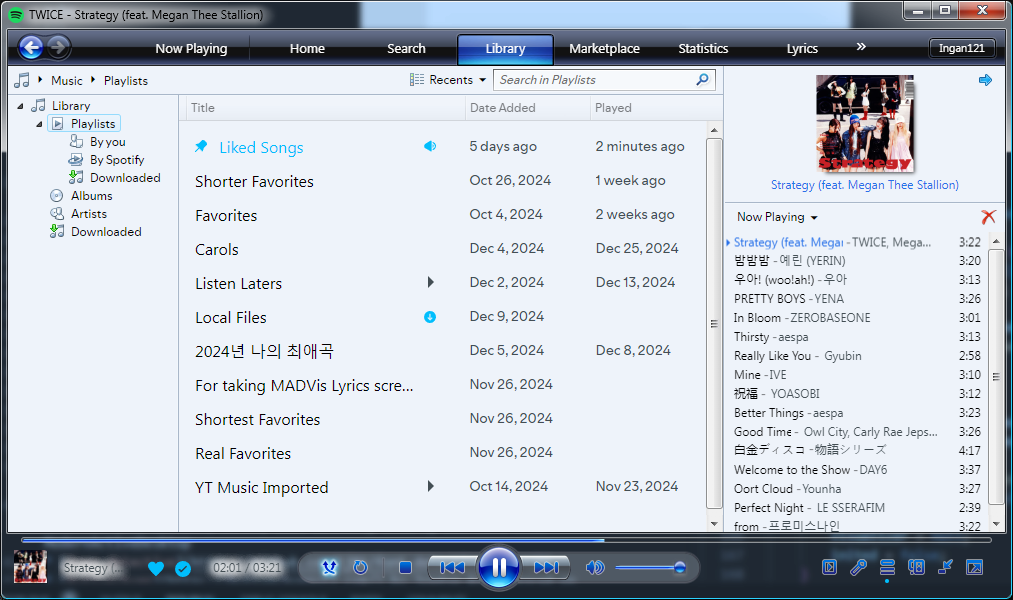 TWICE - Strategy (feat. Megan Thee Stallion)
Now Playing Home Search Library Marketplace Statistics Lyrics » Ingan121
Music Playlists Recents Search in Playlists
Library
Playlists
By you
By Spotify
Downloaded
Albums
Artists
Downloaded
Title Date Added Played
Liked Songs 5 days ago 2 minutes ago
Shorter Favorites Oct 26, 2024 1 week ago
Favorites Oct 4, 2024 2 weeks ago
Carols Dec 4, 2024 Dec 25, 2024
Listen Laters Dec 2, 2024 Dec 13, 2024
Local Files Dec 9, 2024
2024년 나의 최애곡 Dec 5, 2024 Dec 8, 2024
For taking MADVis Lyrics scre... Nov 26, 2024
Shortest Favorites Nov 26, 2024
Real Favorites Nov 26, 2024
YT Music Imported Oct 14, 2024 Nov 23, 2024
Strategy
Strategy (feat. Megan Thee Stallion)
Now Playing
Strategy (feat. Megan - TWICE, Mega... 3:22
밤밤밤 - 예린 (YERIN) 3:20
우아! (woo!ah!) - 우아 3:13
PRETTY BOYS - YENA 3:26
In Bloom - ZEROBASEONE 3:01
Thirsty - aespa 3:13
Really Like You - Gyubin 2:58
Mine - IVE 3:10
祝福 - YOASOBI 3:12
Better Things - aespa 3:23
Good Time - Owl City, Carly Rae Jeps... 3:26
白金ディスコ - 物語シリーズ 4:17
Welcome to the Show - DAY6 3:37
Oort Cloud - Younha 3:27
Perfect Night - LE SSERAFIM 2:39
from - 프로미스나인 3:22
Strategy (... 02:01 / 03:21